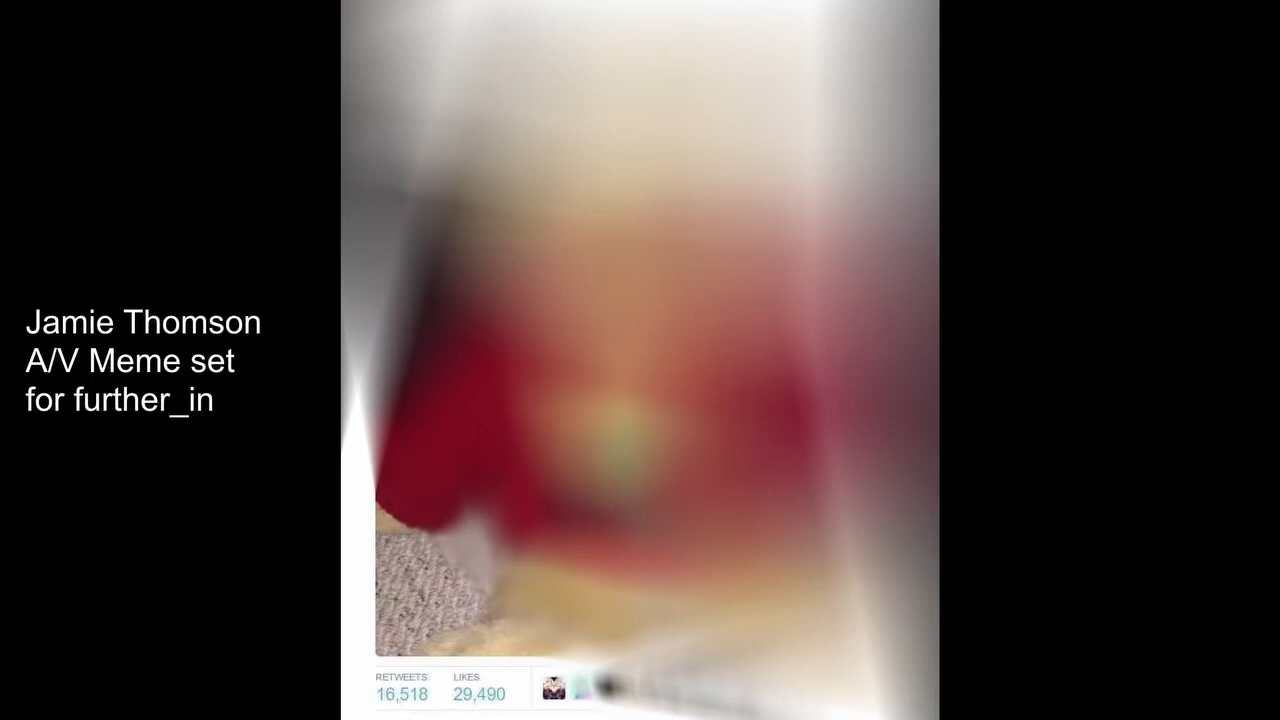 Jamie Thomson
A/V Meme set
for further_in
RETWEETS LIKES
16,518 29,490